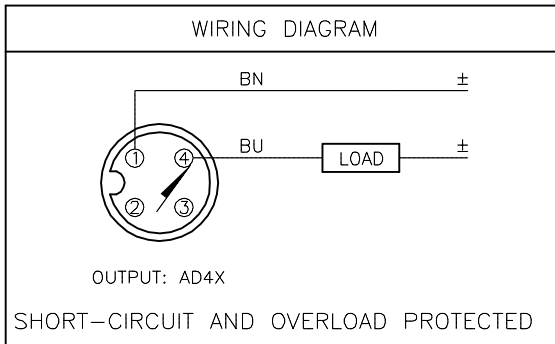 WIRING DIAGRAM
BN ±
1 4 BU LOAD ±
2 3
OUTPUT: AD4X
SHORT-CIRCUIT AND OVERLOAD PROTECTED